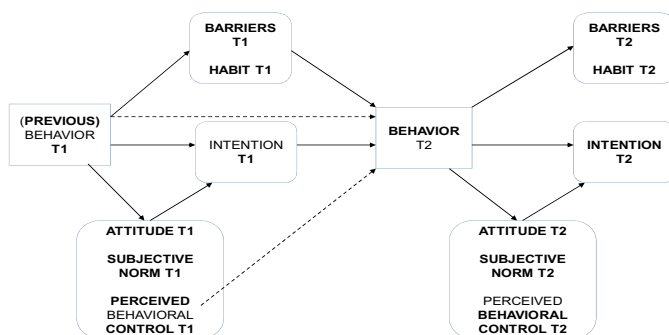 BARRIERS
T1
HABIT T1
(PREVIOUS)
BEHAVIOR
T1
INTENTION
T1
ATTITUDE T1
SUBJECTIVE
NORM T1
PERCEIVED
BEHAVIORAL
CONTROL T1
BEHAVIOR
T2
BARRIERS
T2
HABIT T2
INTENTION
T2
ATTITUDE T2
SUBJECTIVE
NORM T2
PERCEIVED
BEHAVIORAL
CONTROL T2